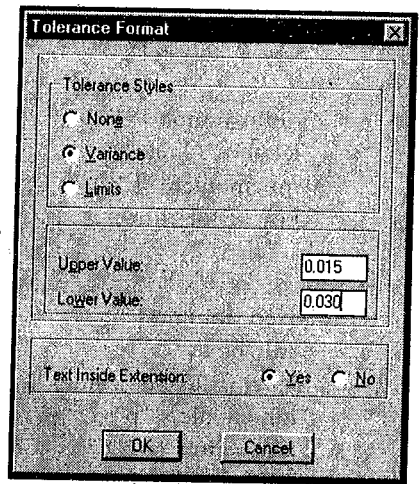 Tolerance Format
Tolerance Styles
None
Variance
Limits
Upper Value: 0.015
Lower Value: 0.030
Text Inside Extension: Yes No
OK Cancel